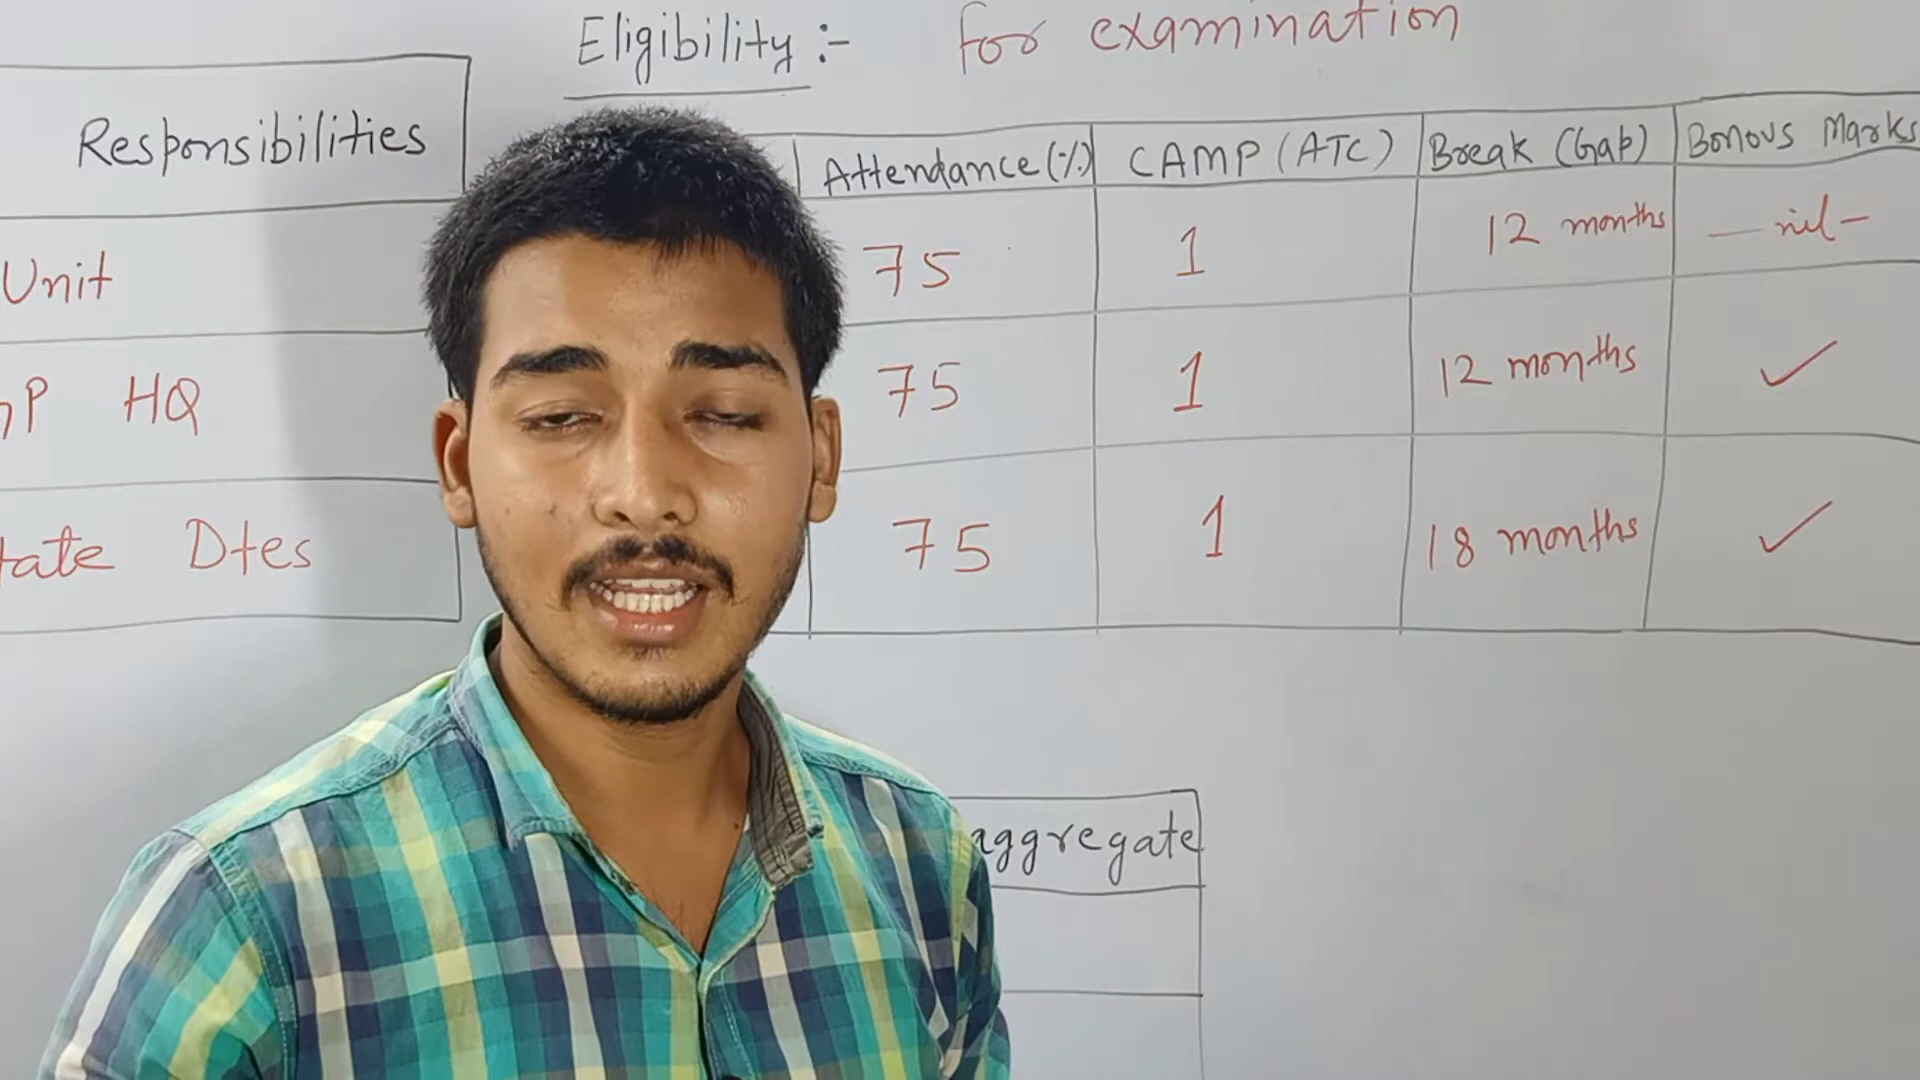 Eligibility :- for examination
Responsibilities
Attendance (%) CAMP (ATC) Break (Gap) Bonous Marks
Unit
75 1 12 months - nil -
P HQ
75 1 12 months ✓
tate Dtes
75 1 18 months ✓
aggregate